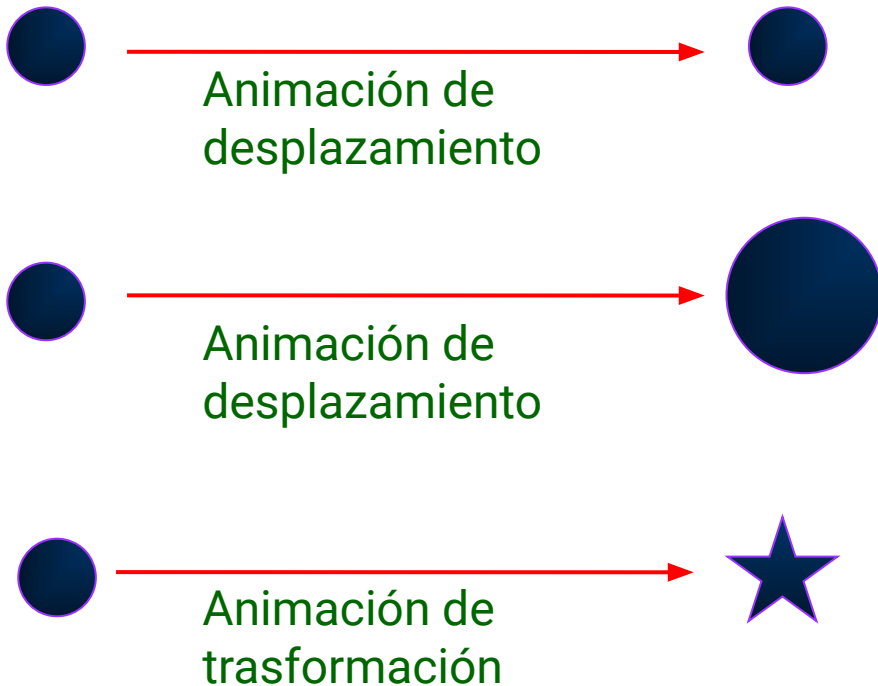 Animación de
desplazamiento
Animación de
desplazamiento
Animación de
trasformación